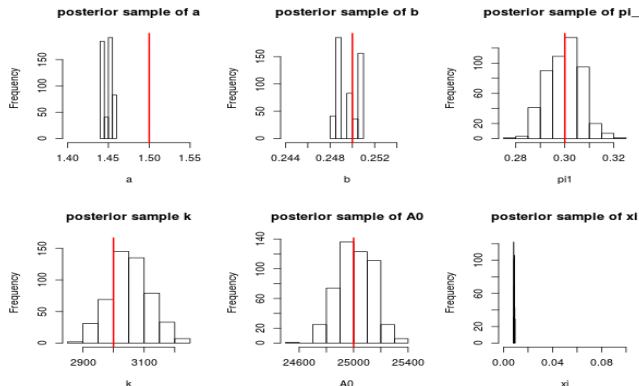 posterior sample of a
Frequency
0 50 100 150
1.40 1.45 1.50 1.55
a
posterior sample of b
Frequency
0 50 100 150
0.244 0.248 0.252
b
posterior sample of pi_
Frequency
0 20 60 100
0.28 0.30 0.32
pi1
posterior sample k
Frequency
0 50 100 150
2900 3100
k
posterior sample of A0
Frequency
0 20 60 100 140
24600 25000 25400
A0
posterior sample of xi
Frequency
0 20 60 100
0.00 0.04 0.08
xi